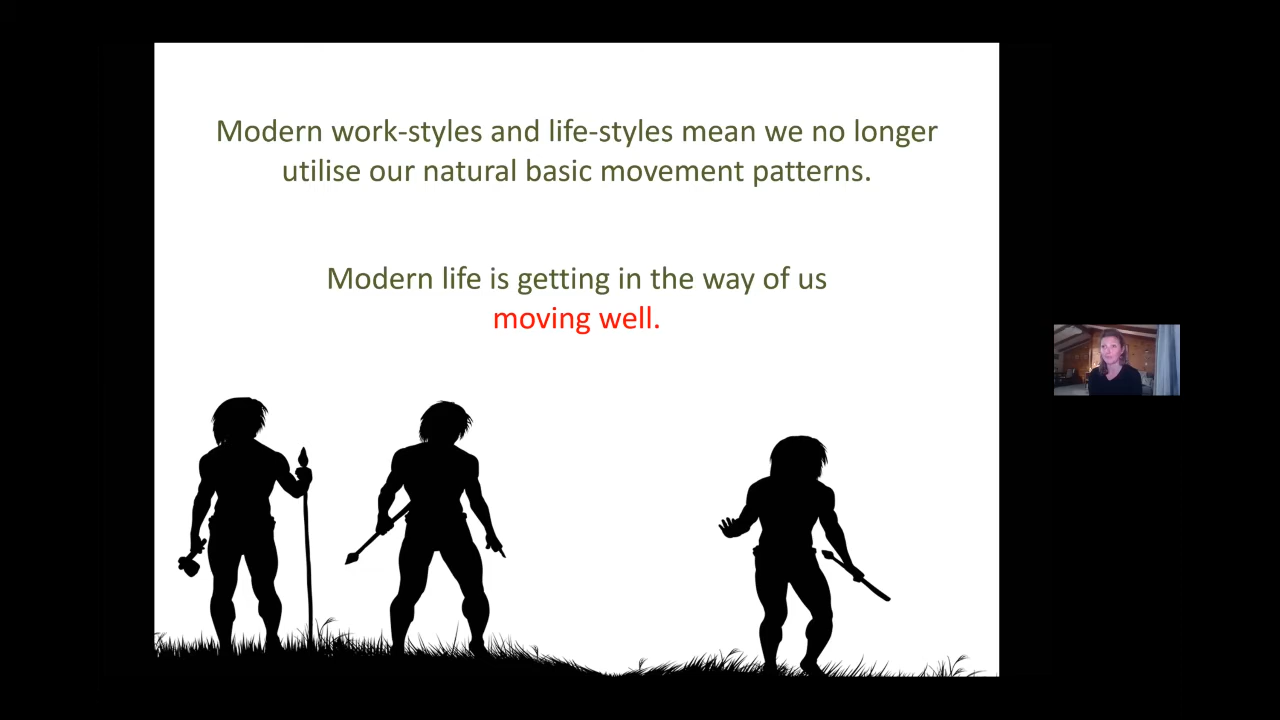 Modern work-styles and life-styles mean we no longer
utilise our natural basic movement patterns.
Modern life is getting in the way of us
moving well.